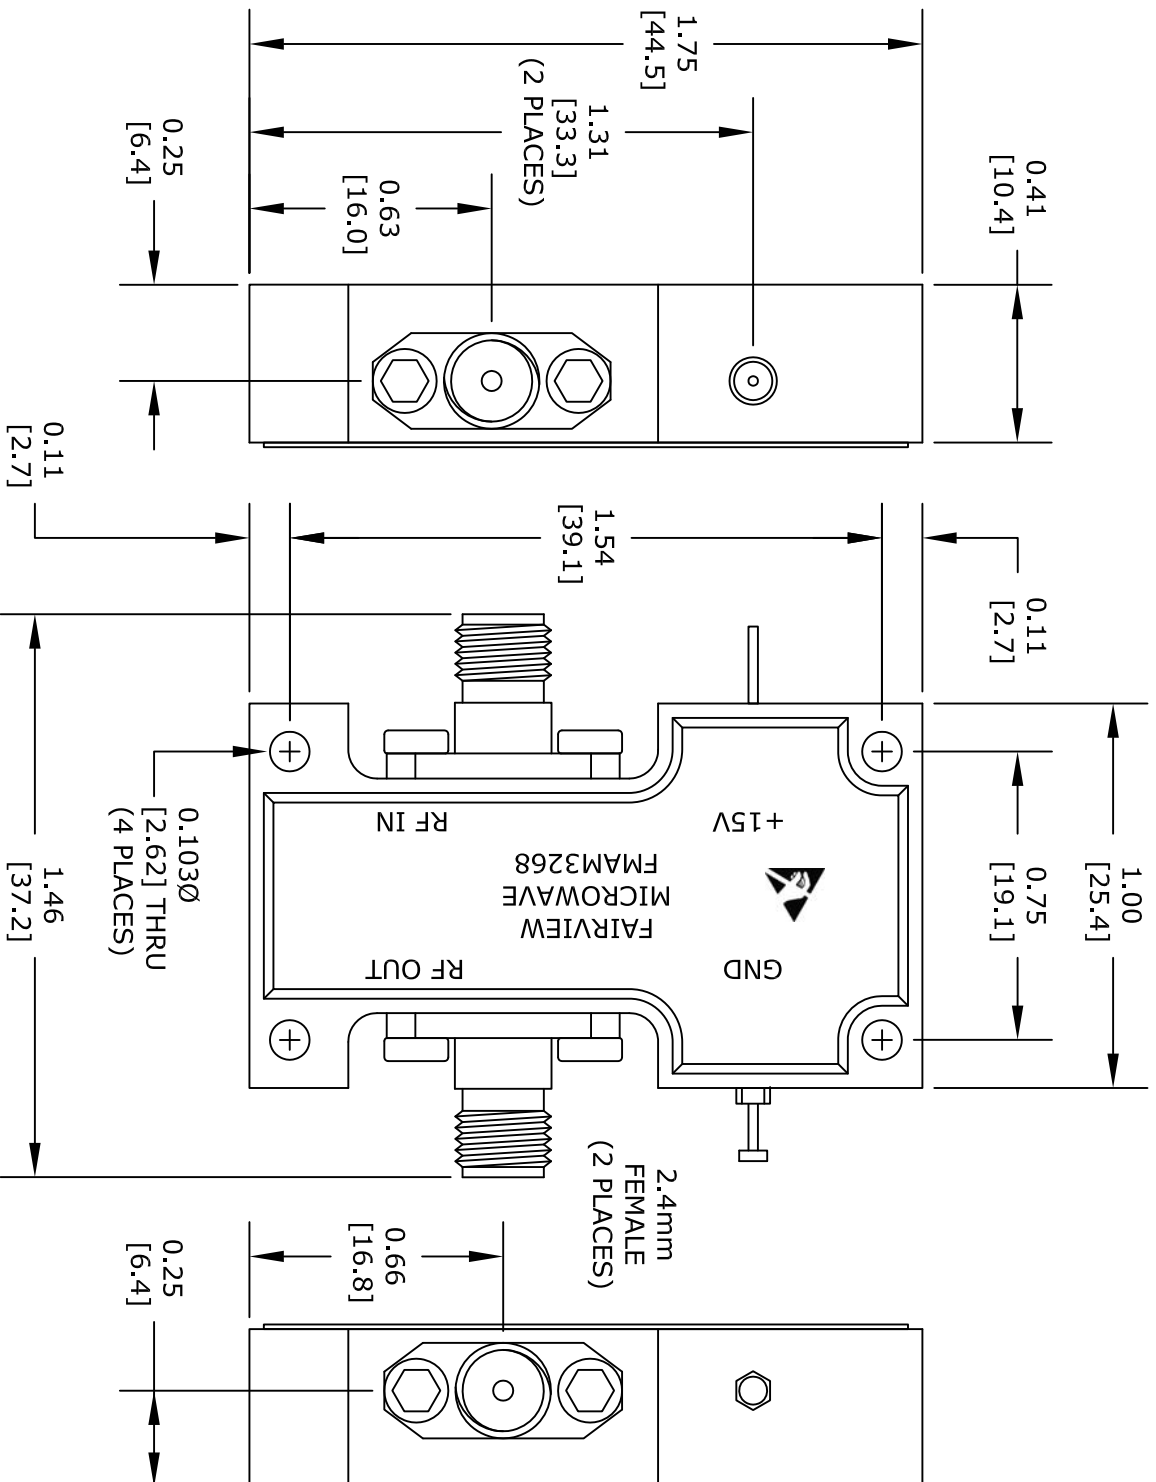 1.75
[44.5]
1.31
[33.3]
(2 PLACES)
0.63
[16.0]
0.25
[6.4]
0.41
[10.4]
0.11
[2.7]
1.54
[39.1]
0.11
[2.7]
1.00
[25.4]
0.75
[19.1]
0.103Ø
[2.62] THRU
(4 PLACES)
1.46
[37.2]
+15V
RF IN
FMAM3268
MICROWAVE
FAIRVIEW
GND
RF OUT
2.4mm
FEMALE
(2 PLACES)
0.66
[16.8]
0.25
[6.4]